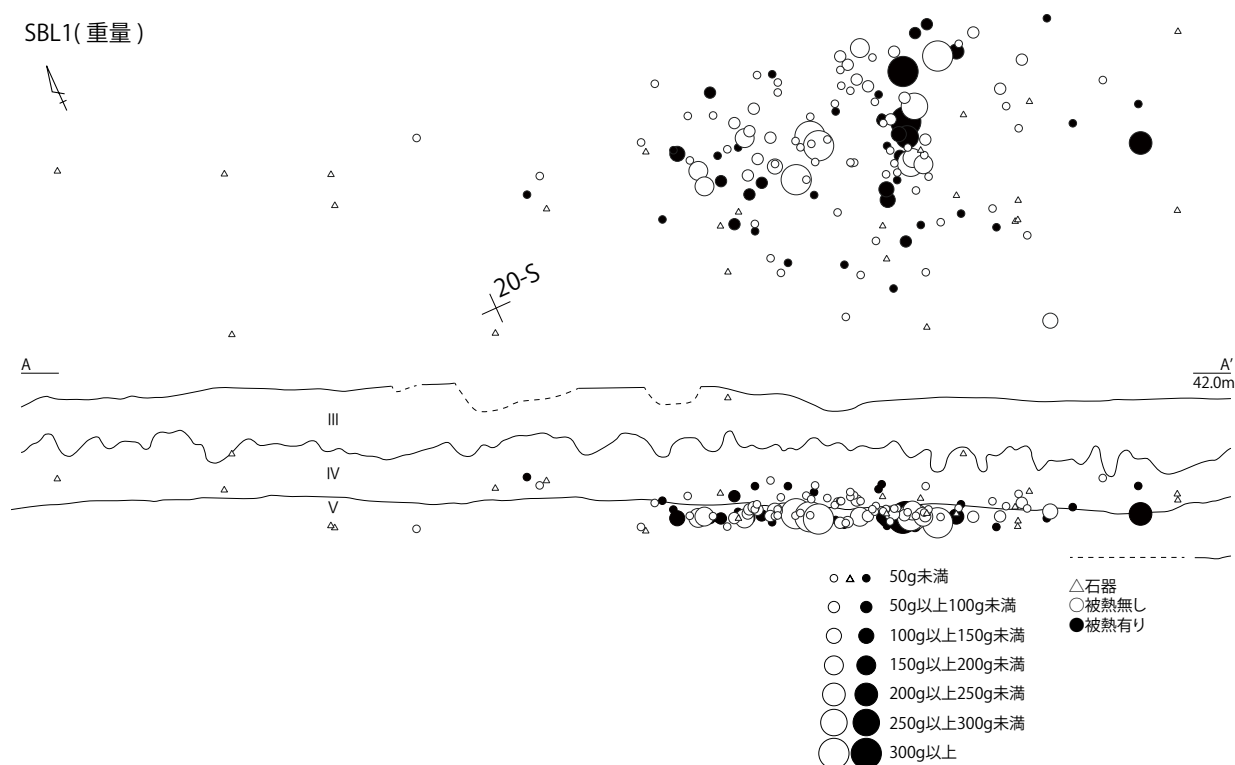 SBL1( 重量 )
20-S
A
A'
42.0m
III
IV
V
50g未満
50g以上100g未満
100g以上150g未満
150g以上200g未満
200g以上250g未満
250g以上300g未満
300g以上
△石器
○被熱無し
●被熱有り